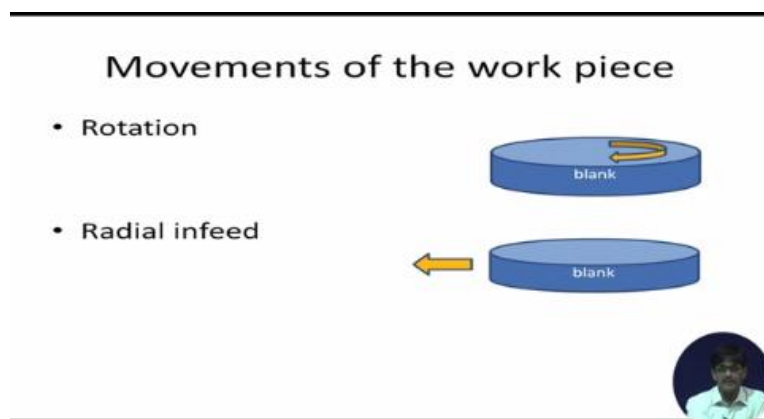 Movements of the work piece
• Rotation
blank
• Radial infeed
blank